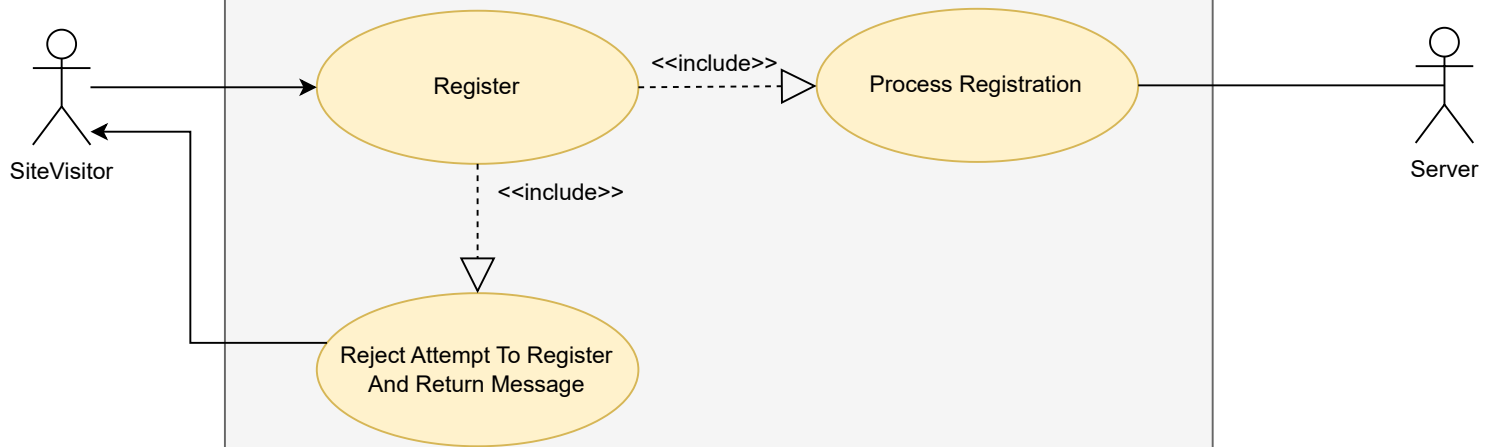 Register
<<include>>
Process Registration
SiteVisitor
Server
<<include>>
Reject Attempt To Register
And Return Message